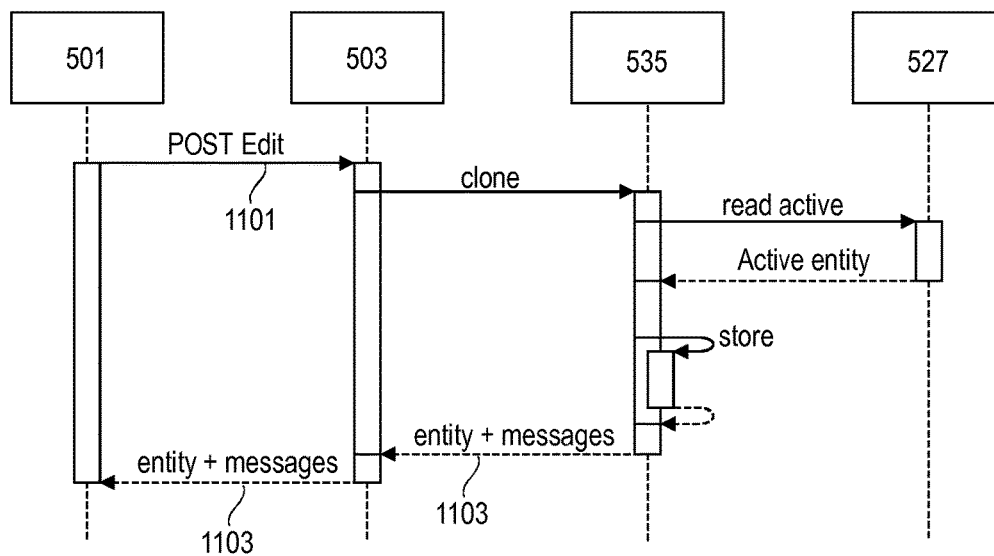 501
503
535
527
POST Edit
1101
clone
read active
Active entity
store
entity + messages
1103
entity + messages
1103